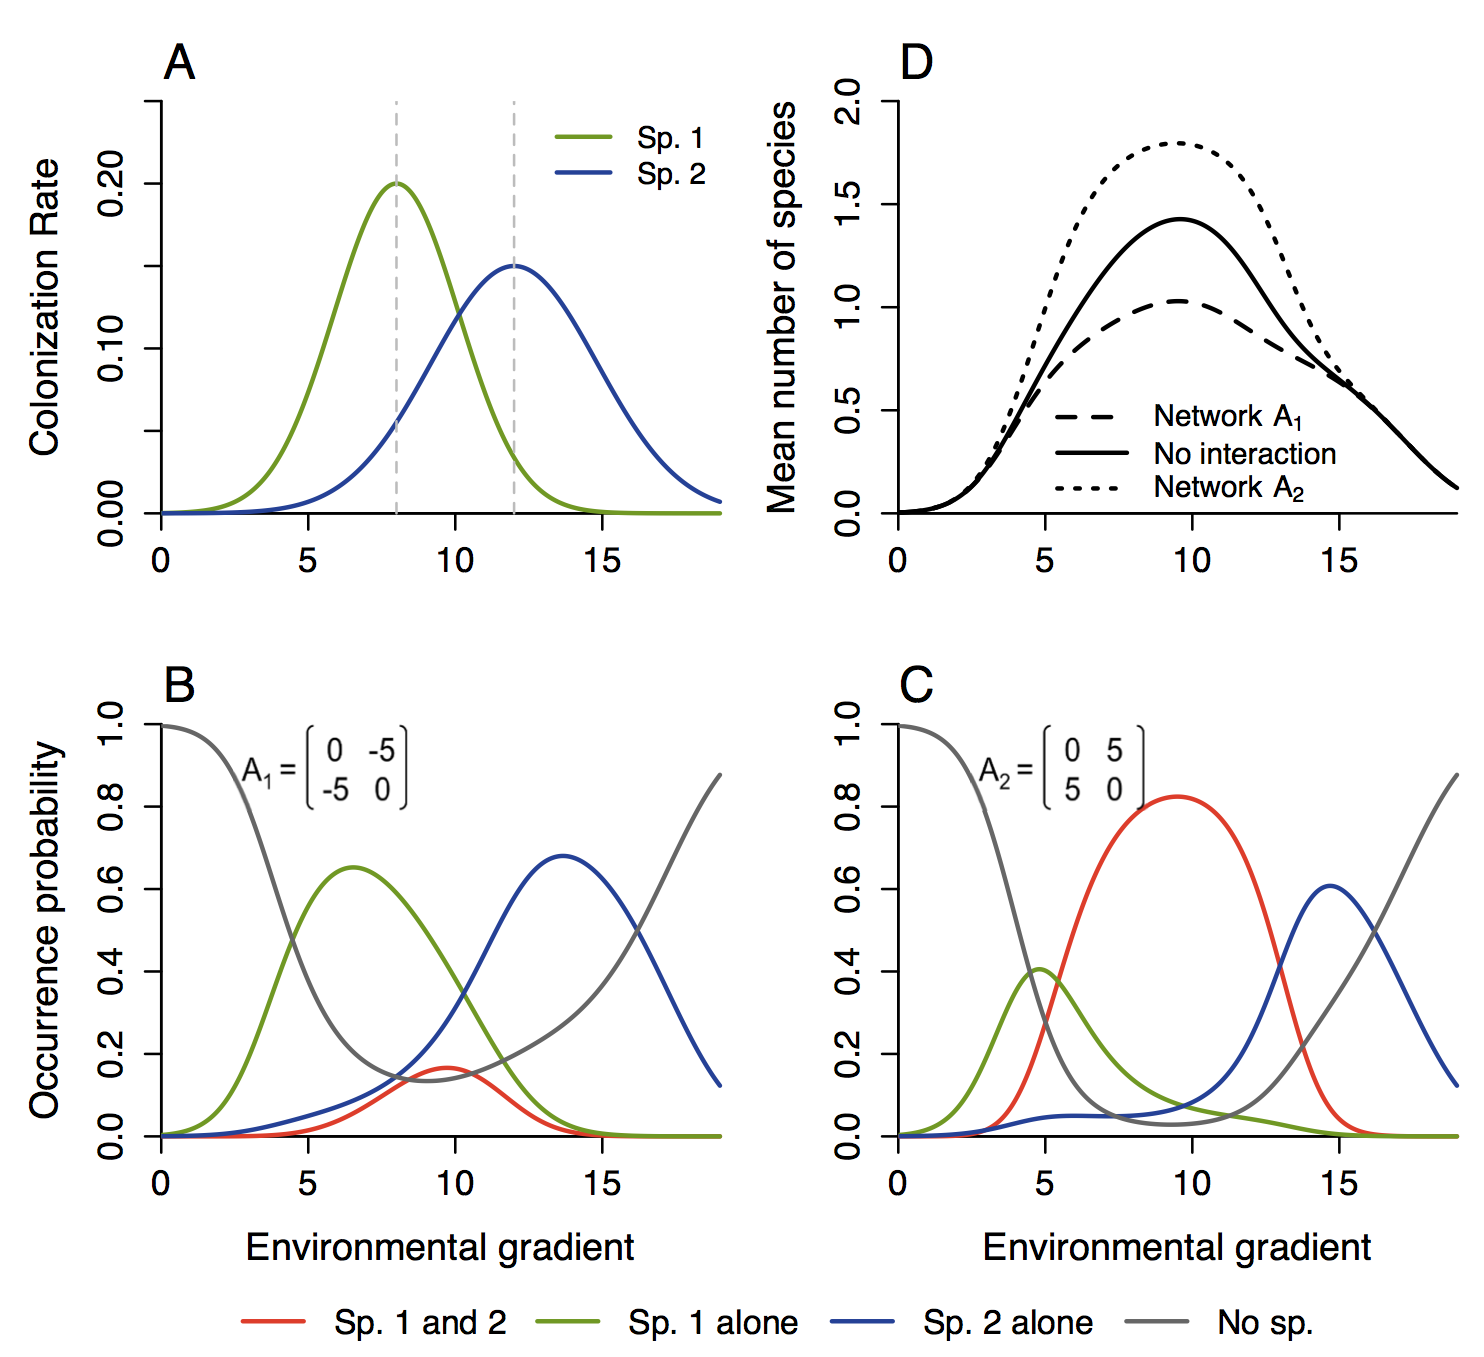 A
Colonization Rate
0.00 0.10 0.20
0 5 10 15
Sp. 1
Sp. 2
D
Mean number of species
0.0 0.5 1.0 1.5 2.0
0 5 10 15
Network A1
No interaction
Network A2
B
Occurrence probability
0.0 0.2 0.4 0.6 0.8 1.0
A1 = 0 -5
-5 0
0 5 10 15
Environmental gradient
C
0.0 0.2 0.4 0.6 0.8 1.0
A2 = 0 5
5 0
0 5 10 15
Environmental gradient
Sp. 1 and 2 Sp. 1 alone Sp. 2 alone No sp.